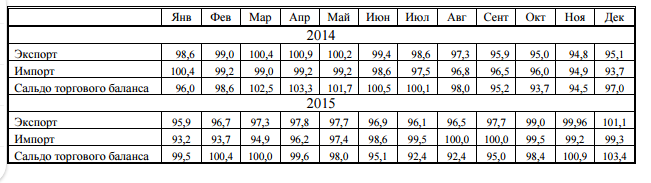 Янв Фев Мар Апр Май Июн Июл Авг Сент Окт Ноя Дек
2014
Экспорт 98,6 99,0 100,4 100,9 100,2 99,4 98,6 97,3 95,9 95,0 94,8 95,1
Импорт 100,4 99,2 99,0 99,2 99,2 98,6 97,5 96,8 96,5 96,0 94,9 93,7
Сальдо торгового баланса 96,0 98,6 102,5 103,3 101,7 100,5 100,1 98,0 95,2 93,7 94,5 97,0
2015
Экспорт 95,9 96,7 97,3 97,8 97,7 96,9 96,1 96,5 97,7 99,0 99,96 101,1
Импорт 93,2 93,7 94,9 96,2 97,4 98,6 99,5 100,0 100,0 99,5 99,2 99,3
Сальдо торгового баланса 99,5 100,4 100,0 99,6 98,0 95,1 92,4 92,4 95,0 98,4 100,9 103,4